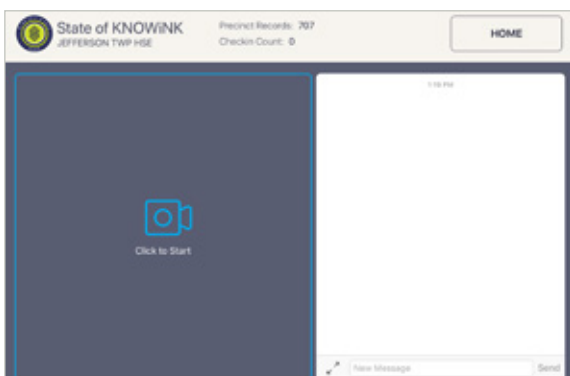 State of KNOWiNK
JEFFERSON TWP HSE
Precinct Records: 707
Checkin Count: 0
HOME
1:19 PM
Click to Start
New Message
Send